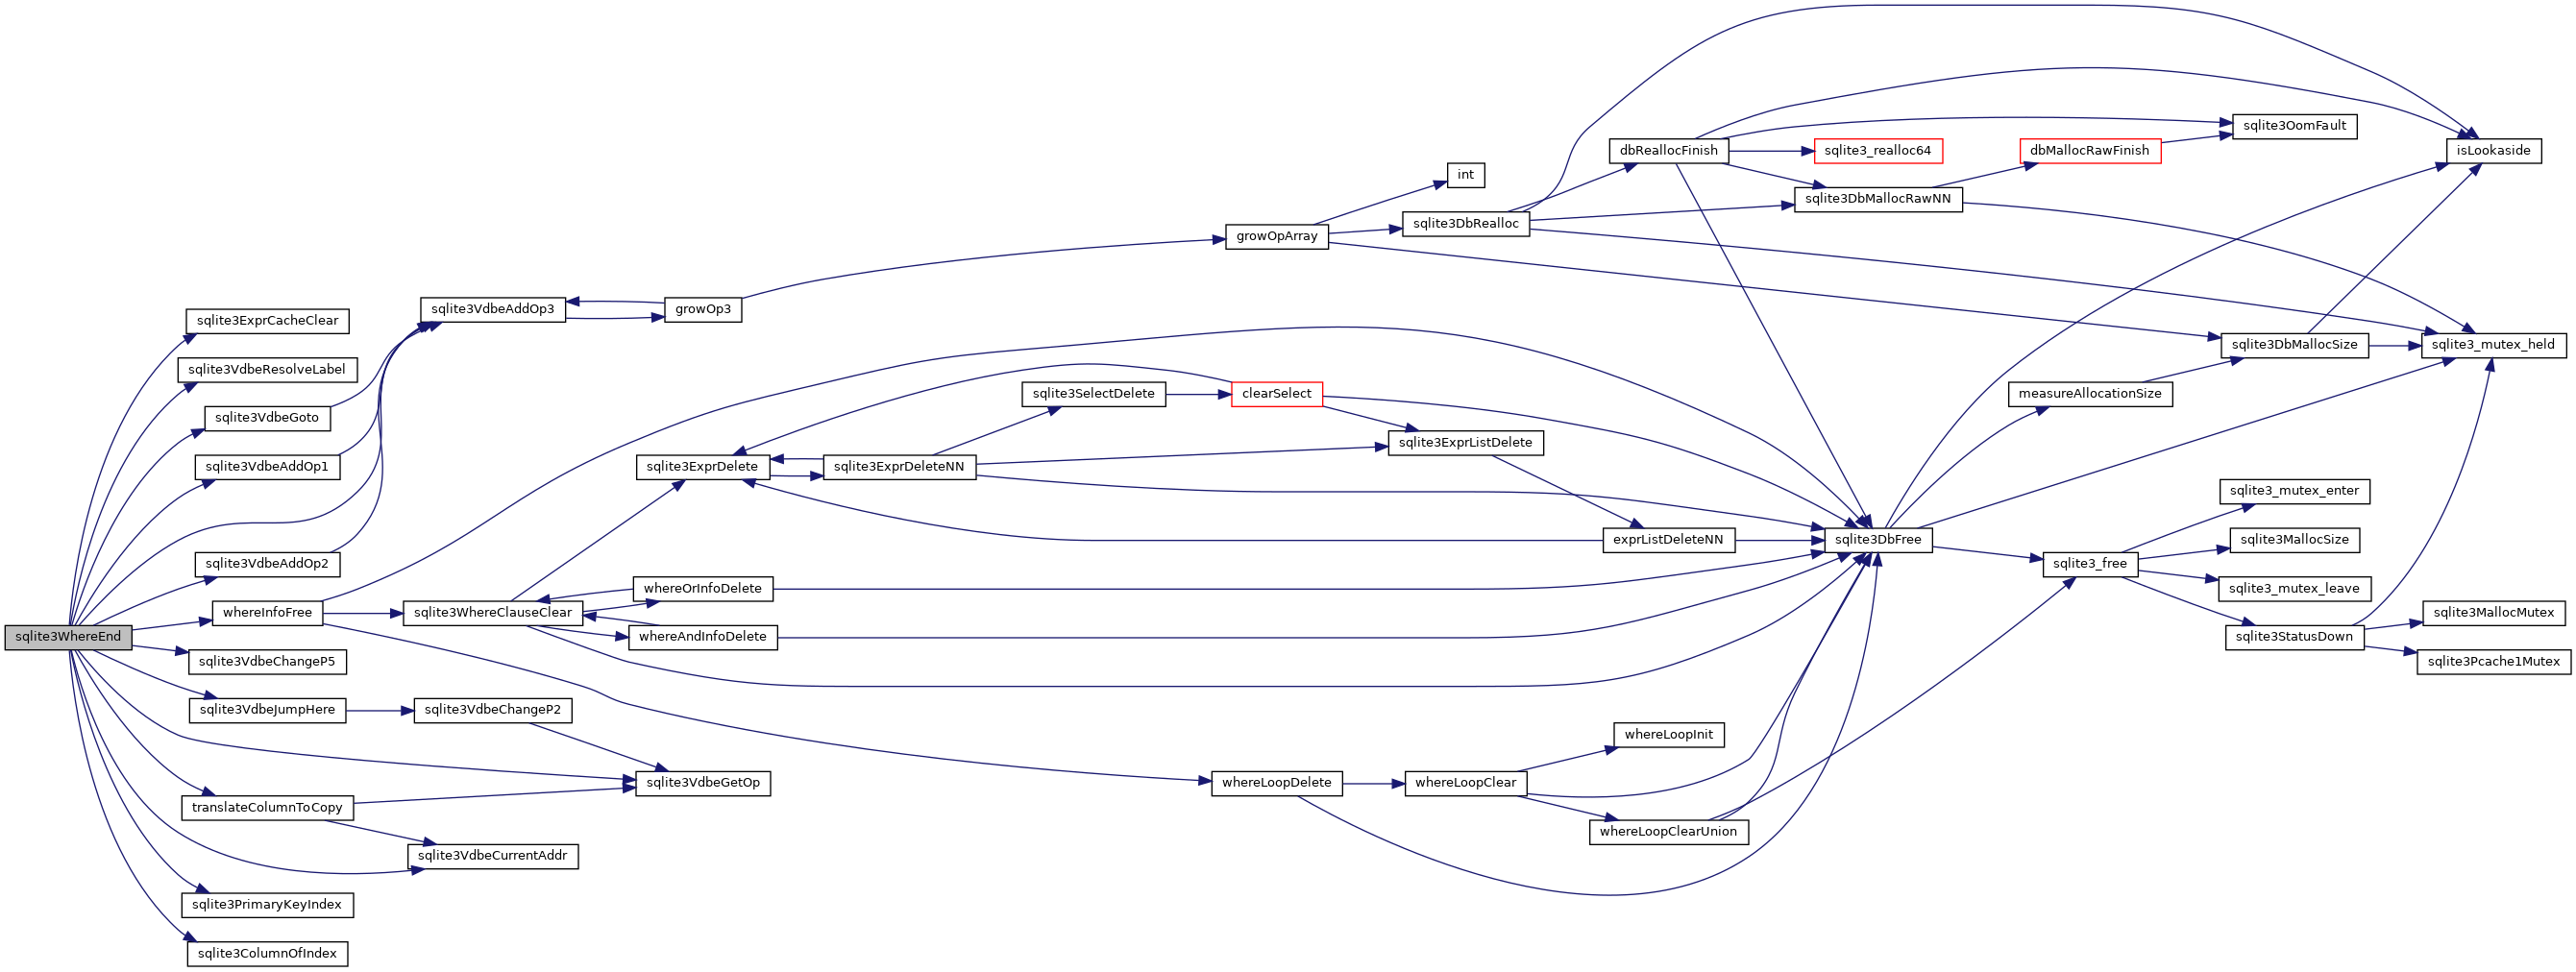 sqlite3WhereEnd
sqlite3ExprCacheClear
sqlite3VdbeResolveLabel
sqlite3VdbeGoto
sqlite3VdbeAddOp1
sqlite3VdbeAddOp2
whereInfoFree
sqlite3VdbeChangeP5
sqlite3VdbeJumpHere
translateColumnToCopy
sqlite3PrimaryKeyIndex
sqlite3ColumnOfIndex
sqlite3VdbeAddOp3
sqlite3WhereClauseClear
sqlite3VdbeChangeP2
sqlite3VdbeCurrentAddr
growOp3
sqlite3ExprDelete
whereOrInfoDelete
whereAndInfoDelete
sqlite3VdbeGetOp
sqlite3ExprDeleteNN
sqlite3SelectDelete
growOpArray
clearSelect
whereLoopDelete
int
sqlite3DbRealloc
sqlite3ExprListDelete
whereLoopClear
dbReallocFinish
exprListDeleteNN
whereLoopInit
whereLoopClearUnion
sqlite3_realloc64
sqlite3DbMallocRawNN
sqlite3DbFree
dbMallocRawFinish
measureAllocationSize
sqlite3_free
sqlite3OomFault
sqlite3DbMallocSize
sqlite3_mutex_enter
sqlite3MallocSize
sqlite3_mutex_leave
sqlite3StatusDown
isLookaside
sqlite3_mutex_held
sqlite3MallocMutex
sqlite3Pcache1Mutex